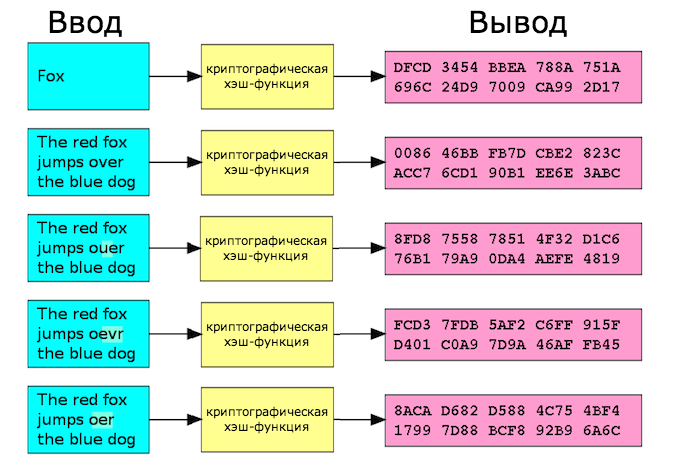 Ввод
Вывод
Fox
криптографическая
хэш-функция
DFCD 3454 BBEA 788A 751A
696C 24D9 7009 CA99 2D17
The red fox
jumps over
the blue dog
криптографическая
хэш-функция
0086 46BB FB7D CBE2 823C
ACC7 6CD1 90B1 EE6E 3ABC
The red fox
jumps ouer
the blue dog
криптографическая
хэш-функция
8FD8 7558 7851 4F32 D1C6
76B1 79A9 0DA4 AEFE 4819
The red fox
jumps oevr
the blue dog
криптографическая
хэш-функция
FCD3 7FDB 5AF2 C6FF 915F
D401 C0A9 7D9A 46AF FB45
The red fox
jumps oer
the blue dog
криптографическая
хэш-функция
8ACA D682 D588 4C75 4BF4
1799 7D88 BCF8 92B9 6A6C